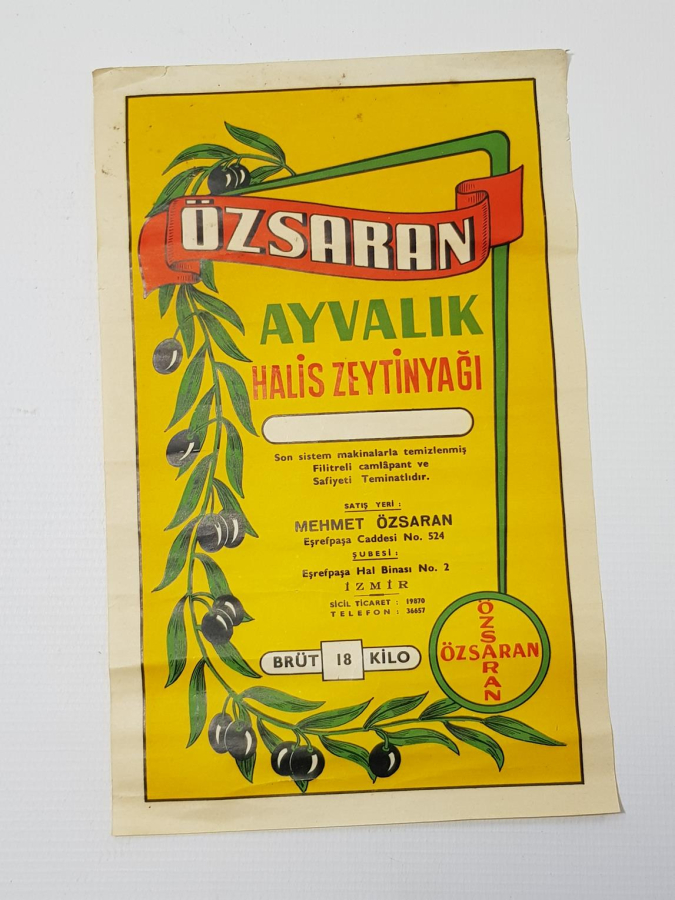 ÖZSARAN
AYVALIK
HALİS ZEYTİNYAĞI
Son sistem makinalarla temizlenmiş
Filitreli camlâpant ve
Safiyeti Teminatlıdır.
SATIŞ YERİ :
MEHMET ÖZSARAN
Eşrefpaşa Caddesi No. 524
ŞUBESİ :
Eşrefpaşa Hal Binası No. 2
İZMİR
SİCİL TİCARET : 19870
TELEFON : 36657
BRÜT 18 KİLO
ÖZSARAN
ÖZSARAN